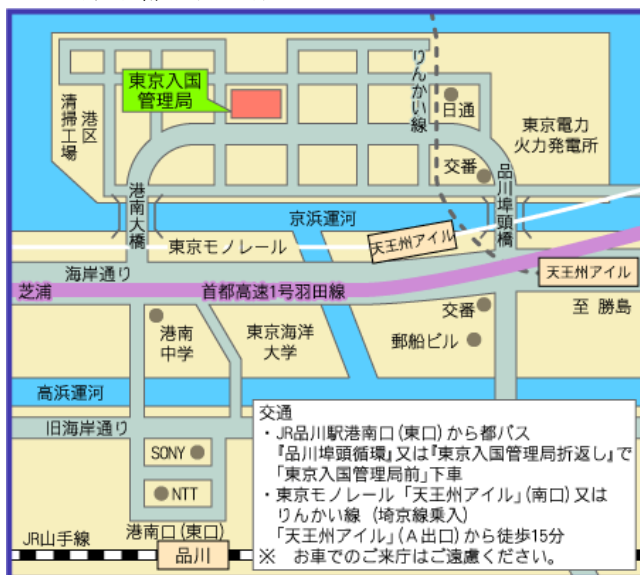 東京入国
管理局
りんかい線
日通
東京電力
火力発電所
港区
清掃工場
交番
港南大橋
品川埠頭橋
京浜運河
東京モノレール
天王州アイル
海岸通り
天王州アイル
芝浦
首都高速1号羽田線
港南
中学
東京海洋
大学
交番
郵船ビル
至 勝島
高浜運河
旧海岸通り
SONY
NTT
港南口(東口)
JR山手線
品川
交通
・JR品川駅港南口(東口)から都バス
『品川埠頭循環』又は『東京入国管理局折返し』で
「東京入国管理局前」下車
・東京モノレール「天王州アイル」(南口)又は
りんかい線 (埼京線乗入)
「天王州アイル」(A出口)から徒歩15分
※ お車でのご来庁はご遠慮ください。